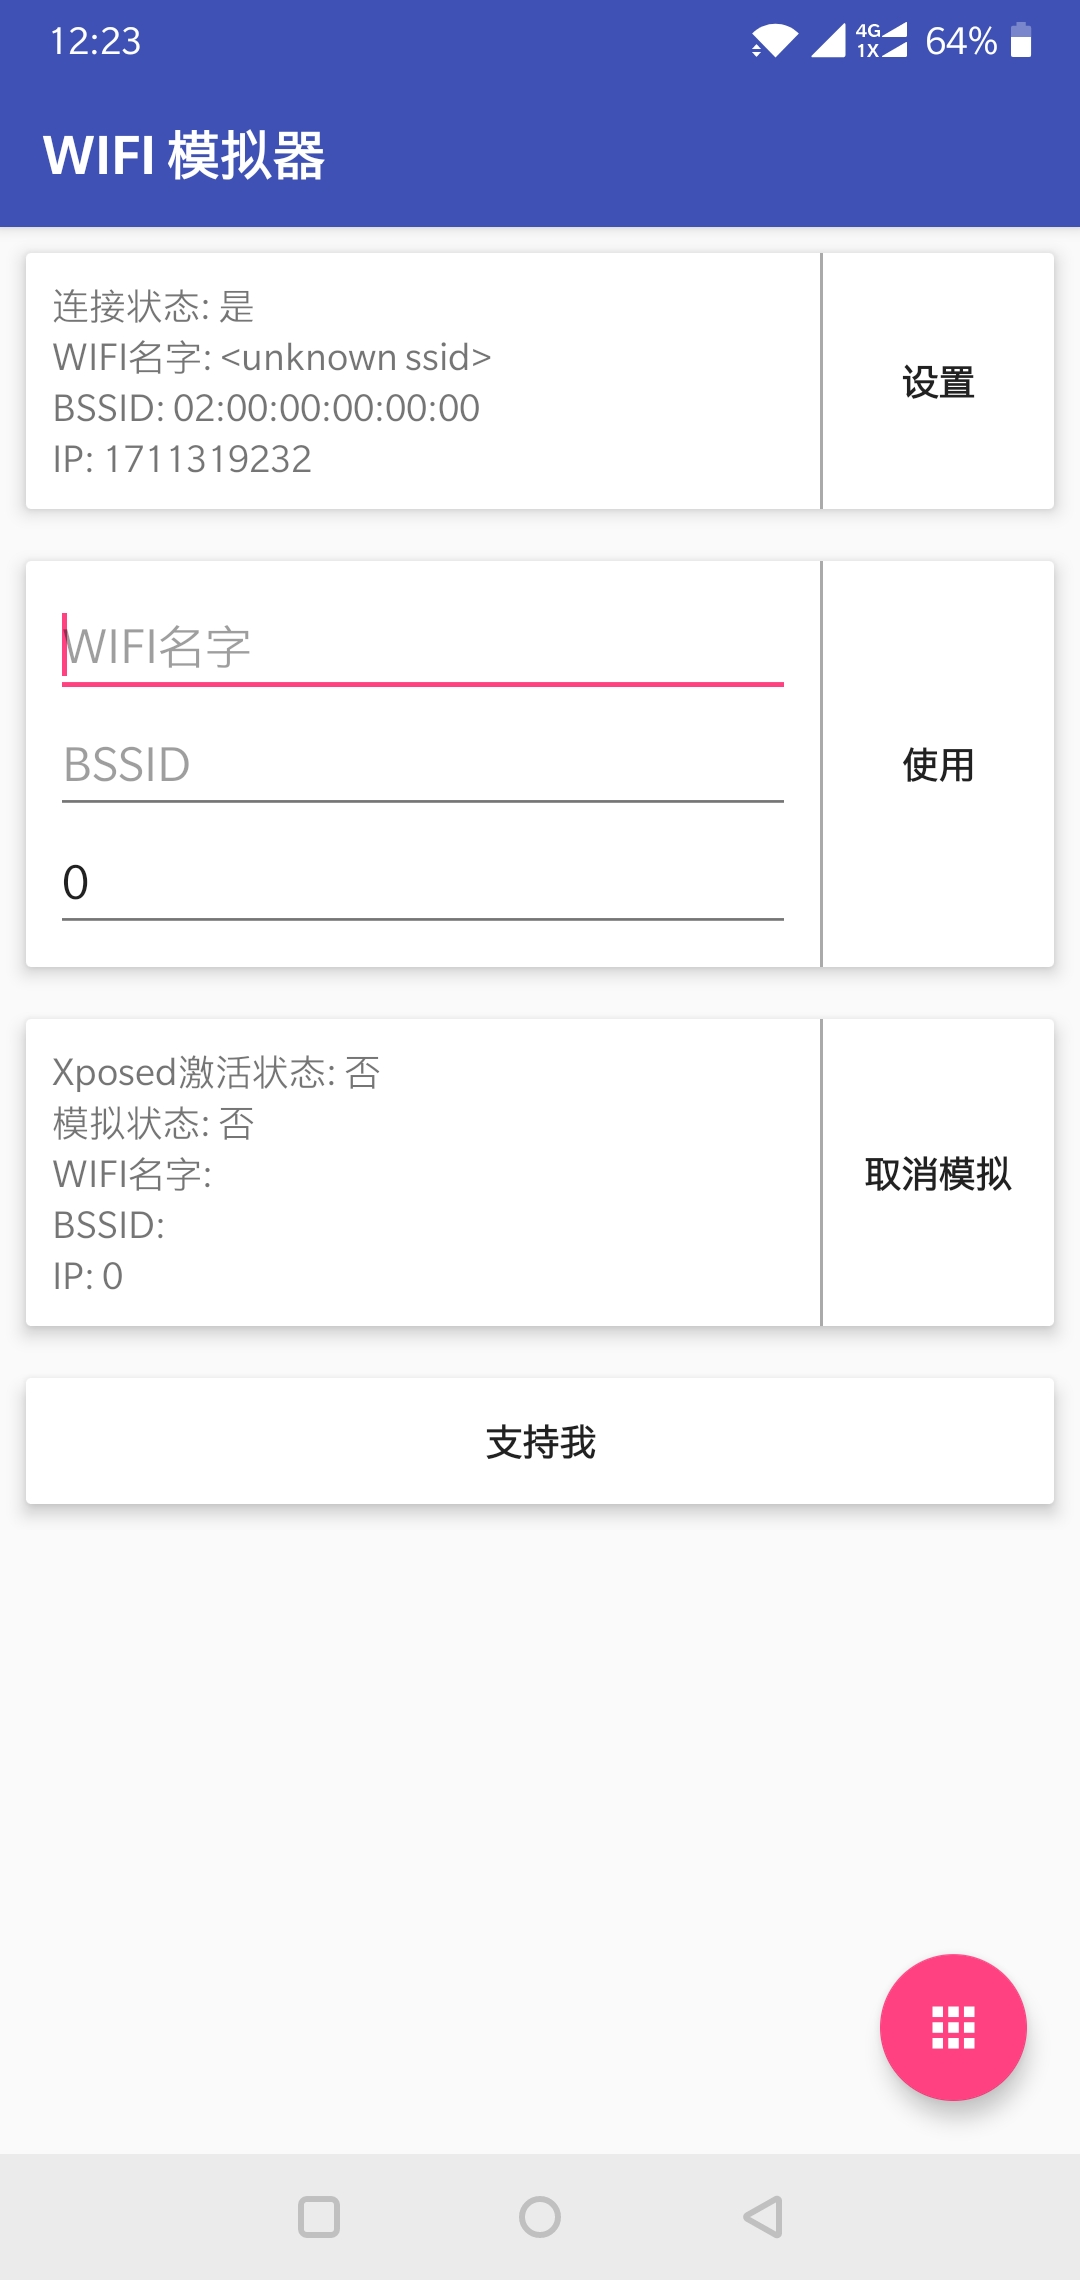 12:23
4G
1X
64%
WIFI 模拟器
连接状态: 是
WIFI名字: <unknown ssid>
BSSID: 02:00:00:00:00:00
IP: 1711319232
设置
WIFI名字
BSSID
0
使用
Xposed激活状态: 否
模拟状态: 否
WIFI名字:
BSSID:
IP: 0
取消模拟
支持我